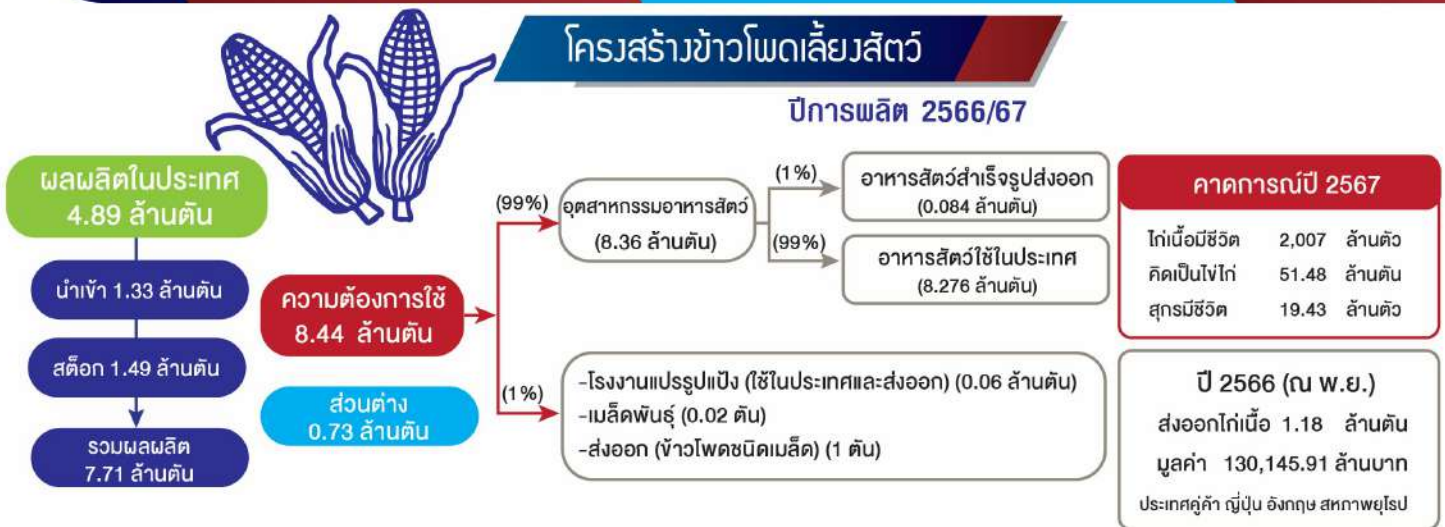 โครงสร้างข้าวโพดเลี้ยงสัตว์
ปีการผลิต 2566/67
ผลผลิตในประเทศ
4.89 ล้านตัน
นำเข้า 1.33 ล้านตัน
สต็อก 1.49 ล้านตัน
รวมผลผลิต
7.71 ล้านตัน
ความต้องการใช้
8.44 ล้านตัน
ส่วนต่าง
0.73 ล้านตัน
(99%)
อุตสาหกรรมอาหารสัตว์
(8.36 ล้านตัน)
(1%)
อาหารสัตว์สำเร็จรูปส่งออก
(0.084 ล้านตัน)
(99%)
อาหารสัตว์ใช้ในประเทศ
(8.276 ล้านตัน)
(1%)
-โรงงานแปรรูปแป้ง (ใช้ในประเทศและส่งออก) (0.06 ล้านตัน)
-เมล็ดพันธุ์ (0.02 ตัน)
-ส่งออก (ข้าวโพดชนิดเมล็ด) (1 ตัน)
คาดการณ์ปี 2567
ไก่เนื้อมีชีวิต 2,007 ล้านตัว
คิดเป็นไข่ไก่ 51.48 ล้านตัน
สุกรมีชีวิต 19.43 ล้านตัว
ปี 2566 (ณ พ.ย.)
ส่งออกไก่เนื้อ 1.18 ล้านตัน
มูลค่า 130,145.91 ล้านบาท
ประเทศคู่ค้า ญี่ปุ่น อังกฤษ สหภาพยุโรป